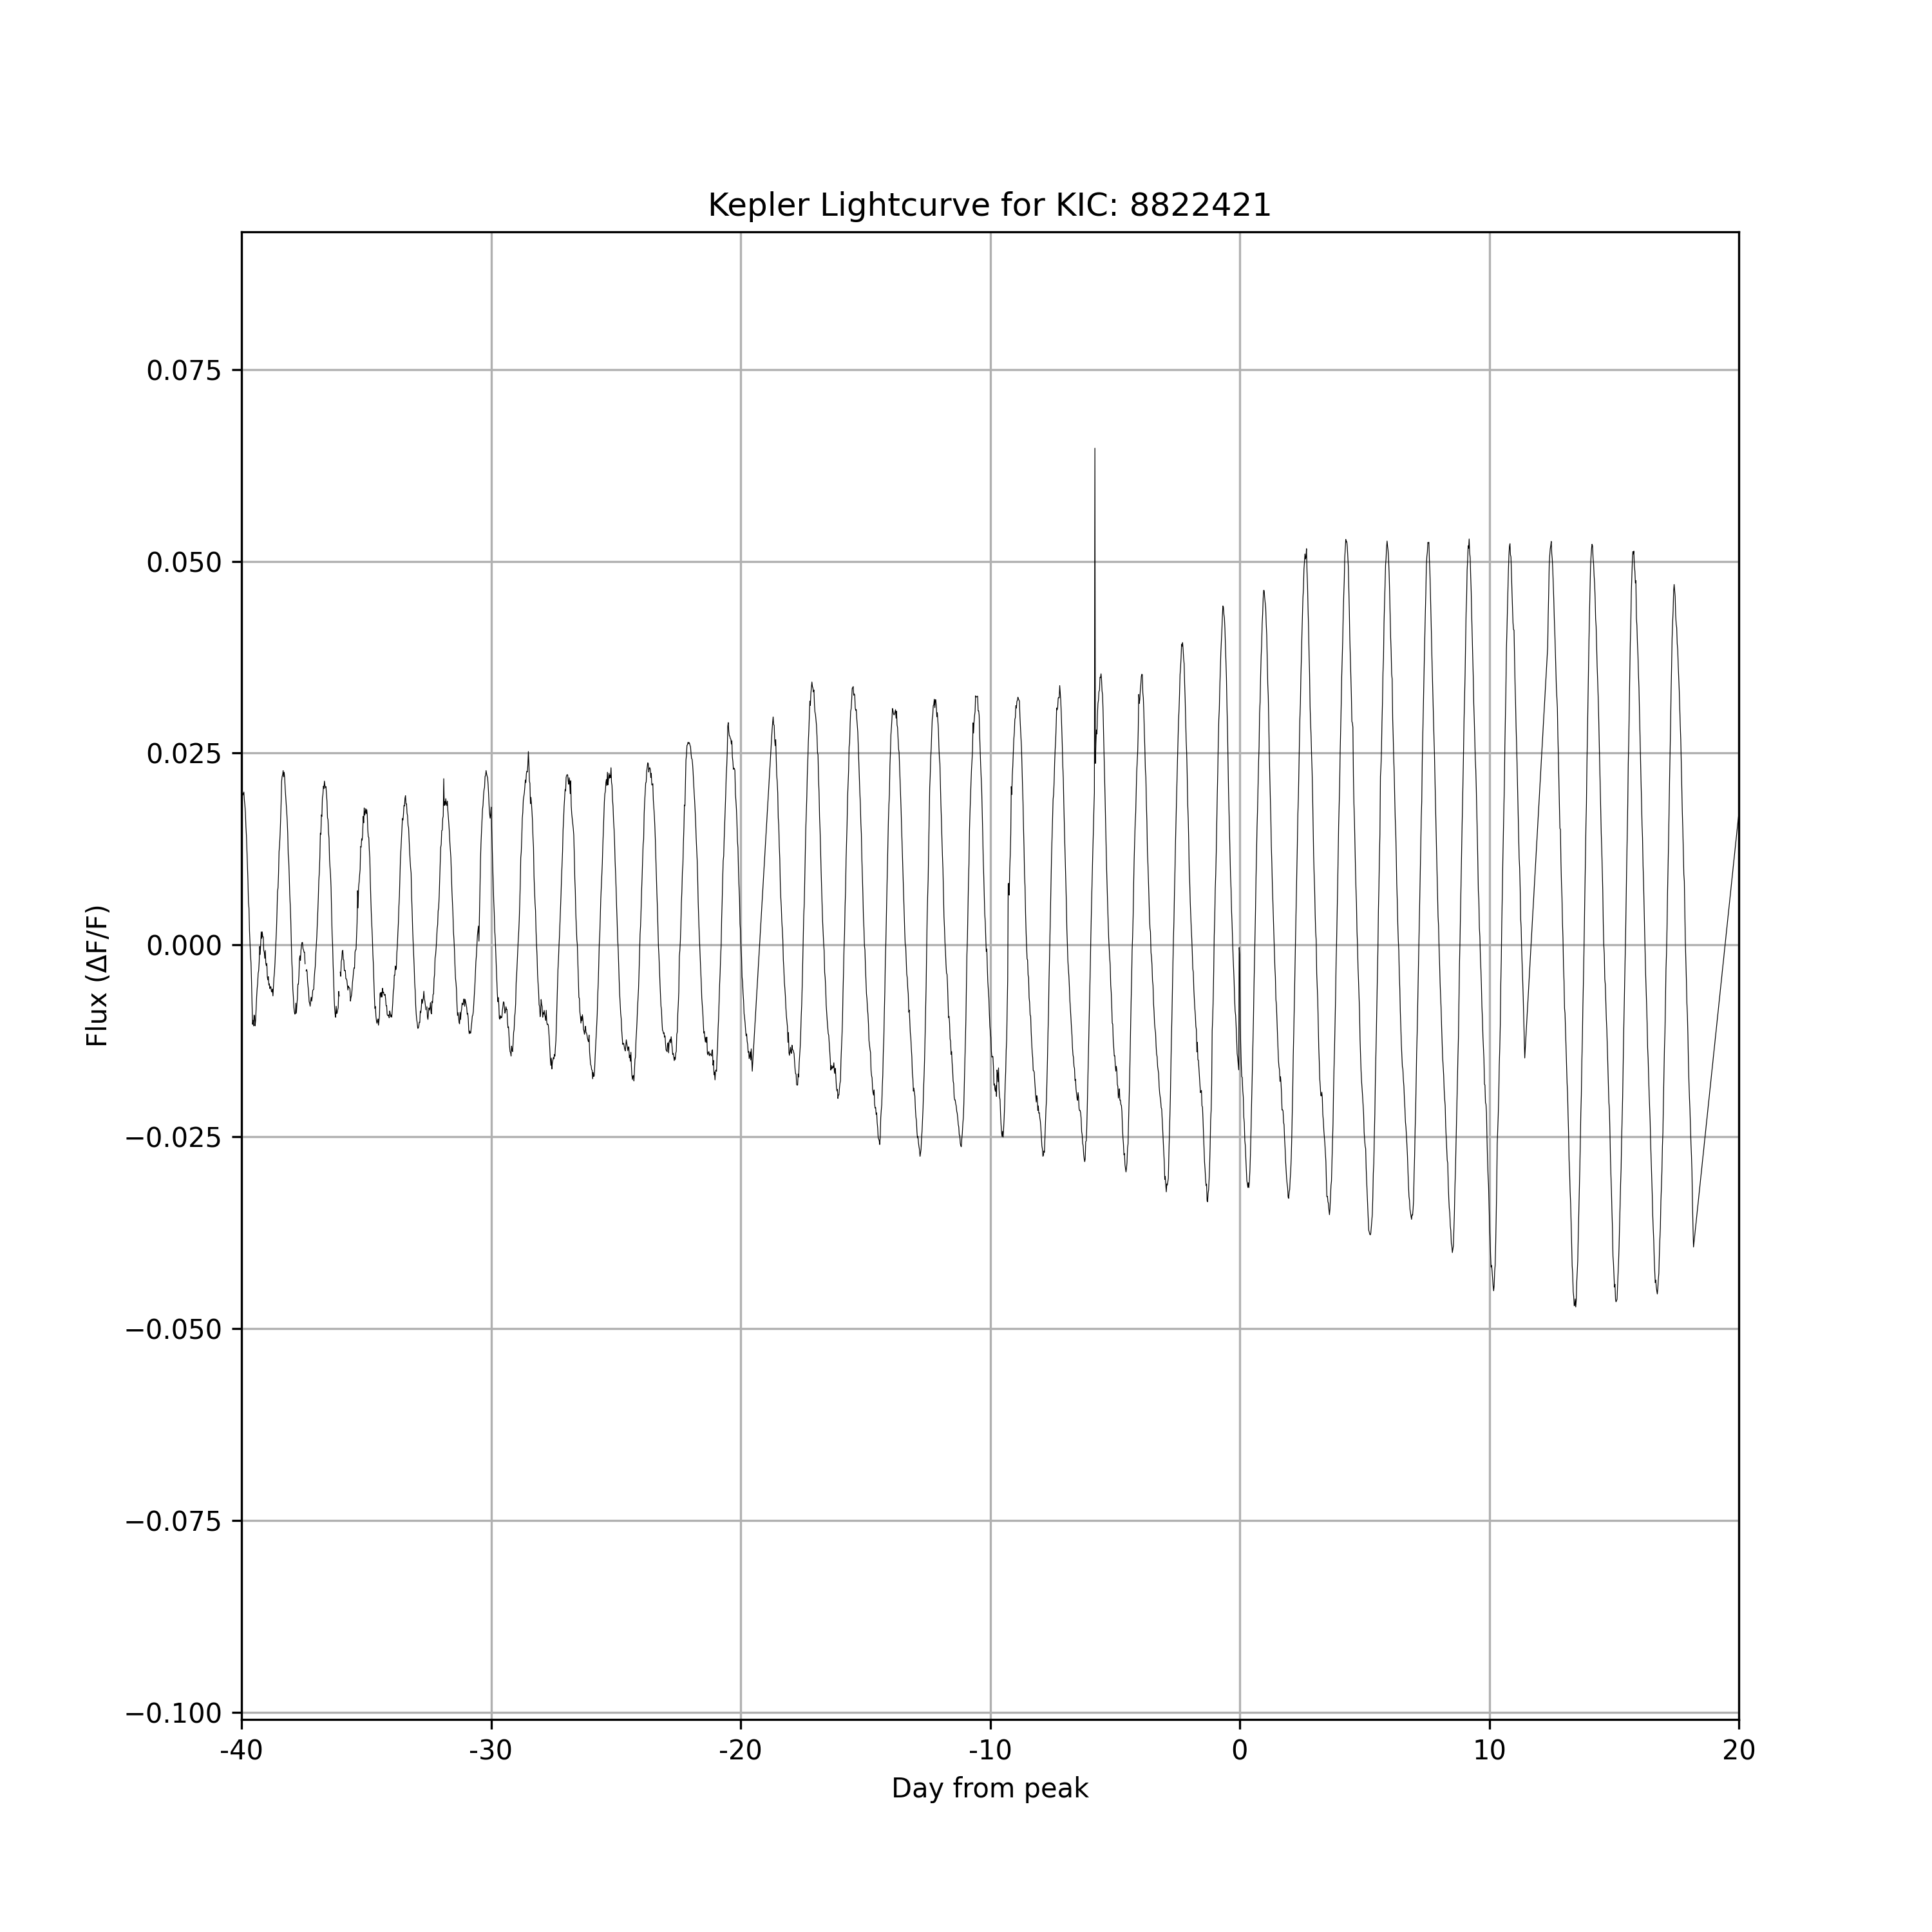 Kepler Lightcurve for KIC: 8822421
0.075
0.050
0.025
0.000
−0.025
−0.050
−0.075
−0.100
Flux (ΔF/F)
-40 -30 -20 -10 0 10 20
Day from peak